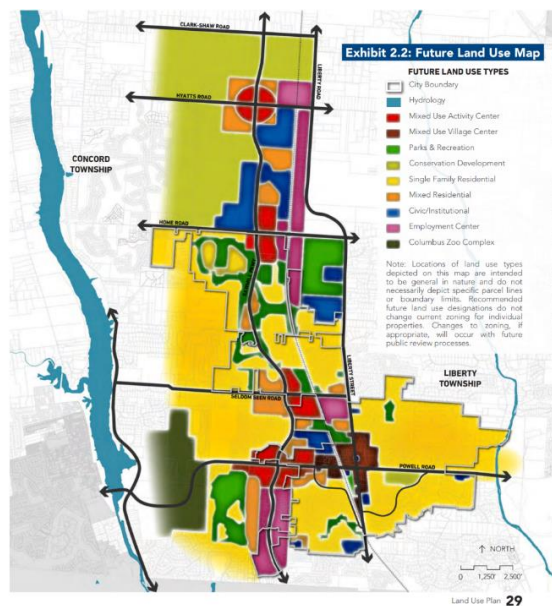 CLARK-SHAW ROAD
LIBERTY ROAD
Exhibit 2.2: Future Land Use Map
FUTURE LAND USE TYPES
City Boundary
Hydrology
Mixed Use Activity Center
Mixed Use Village Center
Parks & Recreation
Conservation Development
Single Family Residential
Mixed Residential
Civic/Institutional
Employment Center
Columbus Zoo Complex
HYATTS ROAD
CONCORD
TOWNSHIP
HOME ROAD
Note: Locations of land use types
depicted on this map are intended
to be general in nature and do not
necessarily depict specific parcel lines
or boundary limits. Recommended
future land use designations do not
change current zoning for individual
properties. Changes to zoning, if
appropriate, will occur with future
public review processes.
LIBERTY STREET
LIBERTY
TOWNSHIP
SELDOM SEEN ROAD
POWELL ROAD
↑ NORTH
0 1,250' 2,500'
Land Use Plan 29